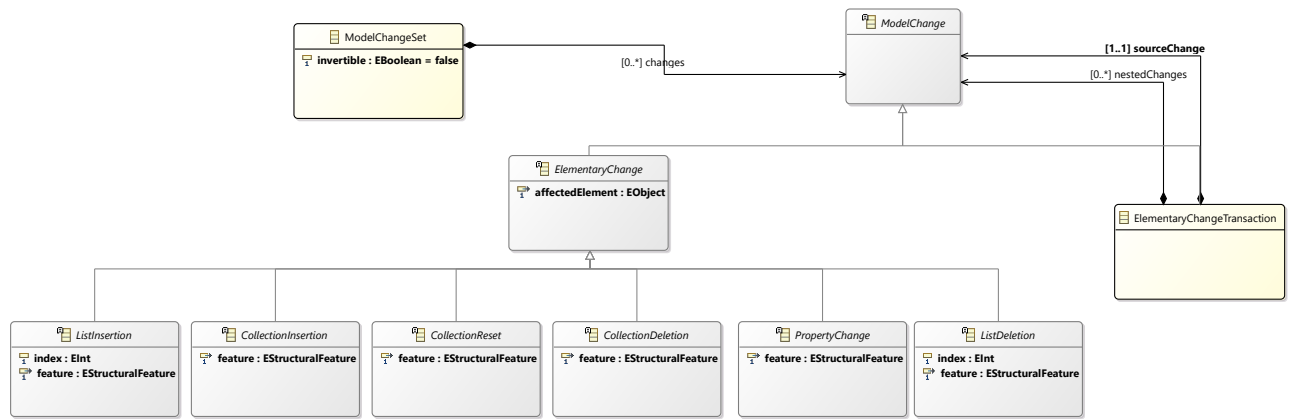 ModelChange
ModelChangeSet
invertible : EBoolean = false
[0..*] changes
[1..1] sourceChange
[0..*] nestedChanges
ElementaryChange
affectedElement : EObject
ElementaryChangeTransaction
ListInsertion
index : EInt
feature : EStructuralFeature
CollectionInsertion
feature : EStructuralFeature
CollectionReset
feature : EStructuralFeature
CollectionDeletion
feature : EStructuralFeature
PropertyChange
feature : EStructuralFeature
ListDeletion
index : EInt
feature : EStructuralFeature